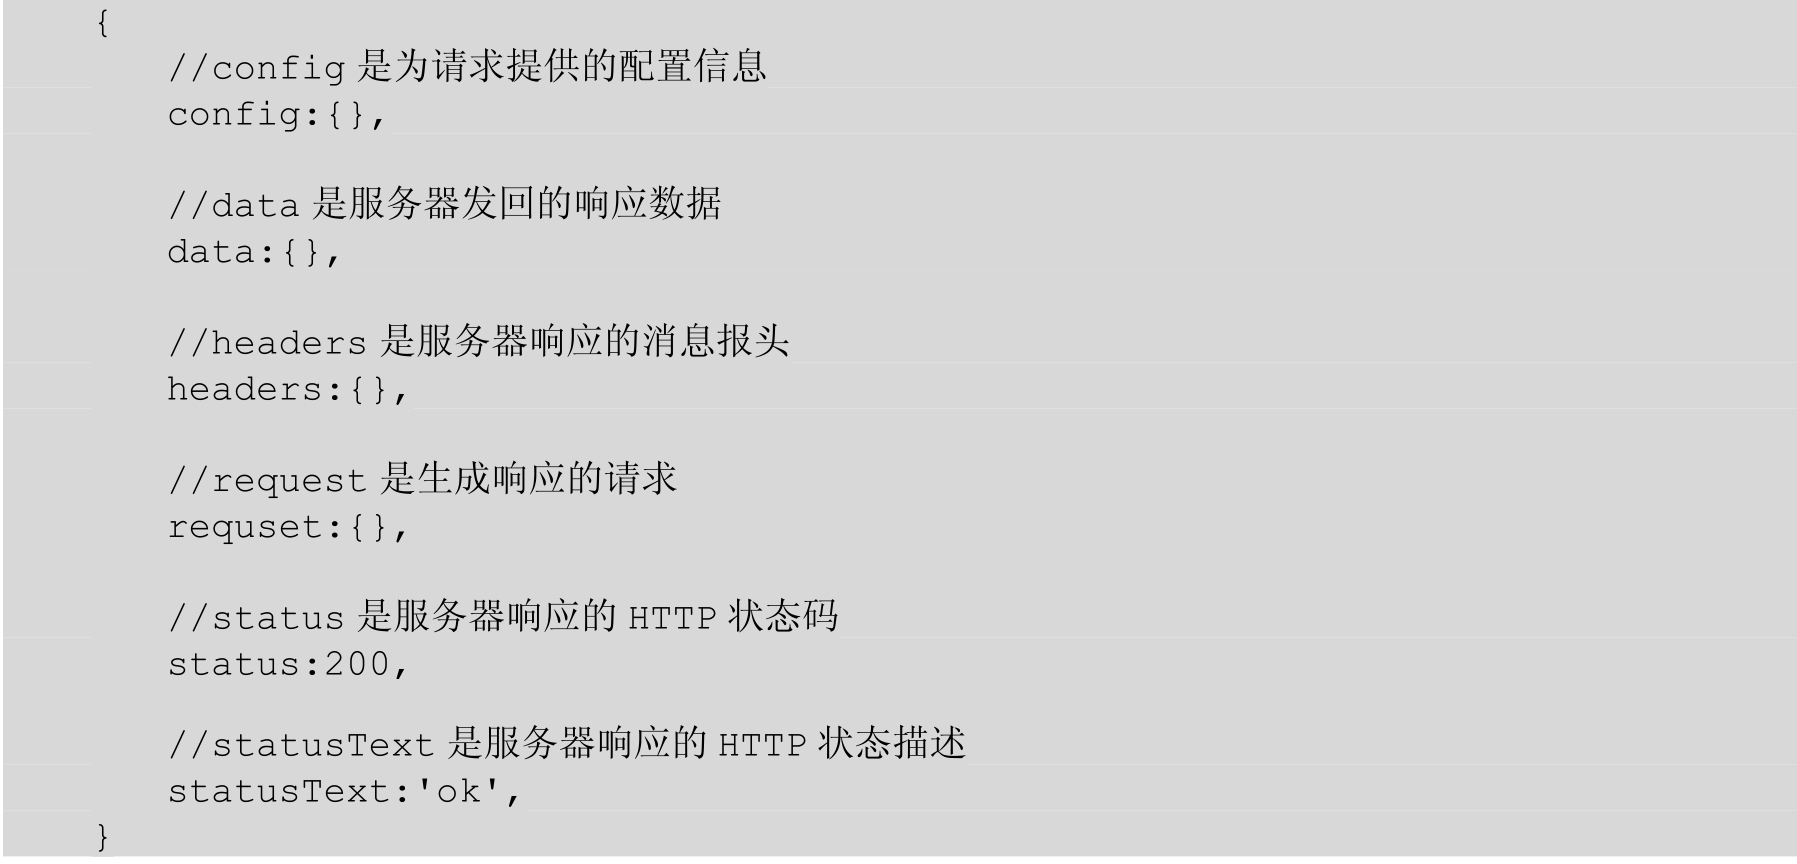 {
//config 是为请求提供的配置信息
config:{},
//data 是服务器发回的响应数据
data:{},
//headers 是服务器响应的消息报头
headers:{},
//request 是生成响应的请求
requset:{},
//status 是服务器响应的 HTTP 状态码
status:200,
//statusText 是服务器响应的 HTTP 状态描述
statusText:'ok',
}